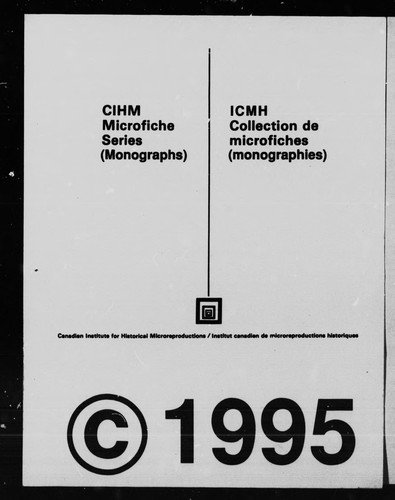 CIHM
Microfiche
Series
(Monographs)
ICMH
Collection de
microfiches
(monographies)
Canadian Institute for Historical Microreproductions / Institut canadien de microreproductions historiques
© 1995